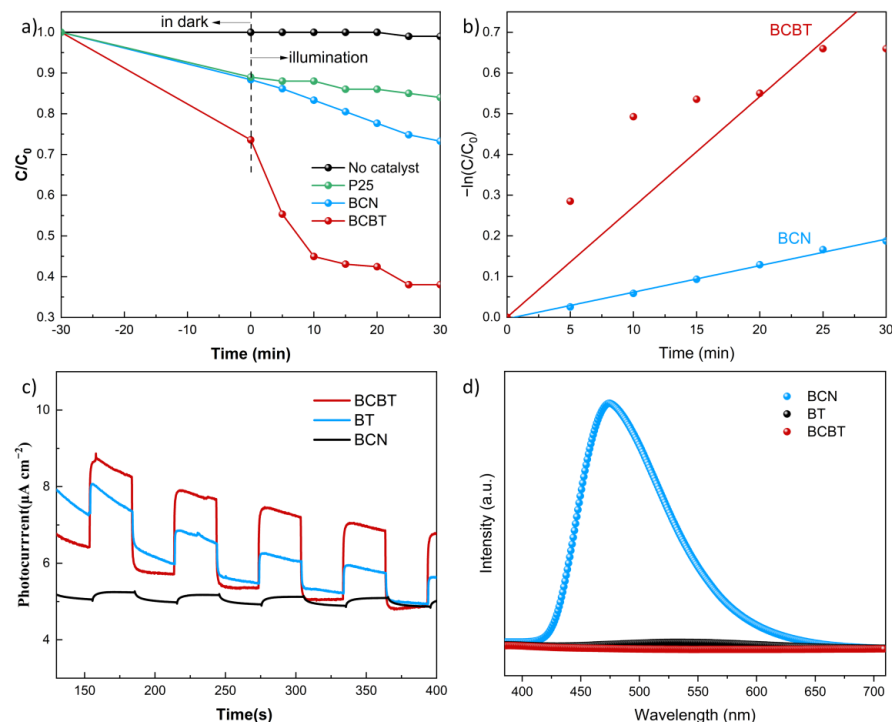 a)
in dark
illumination
No catalyst
P25
BCN
BCBT
C/C0
1.0
0.9
0.8
0.7
0.6
0.5
0.4
0.3
-30
-20
-10
0
10
20
30
Time (min)
b)
BCBT
BCN
−ln(C/C0)
0.7
0.6
0.5
0.4
0.3
0.2
0.1
0.0
0
5
10
15
20
25
30
Time (min)
c)
BCBT
BT
BCN
Photocurrrent(μA cm−2)
10
8
6
4
150
200
250
300
350
400
Time(s)
d)
BCN
BT
BCBT
Intensity (a.u.)
400
450
500
550
600
650
700
Wavelength (nm)